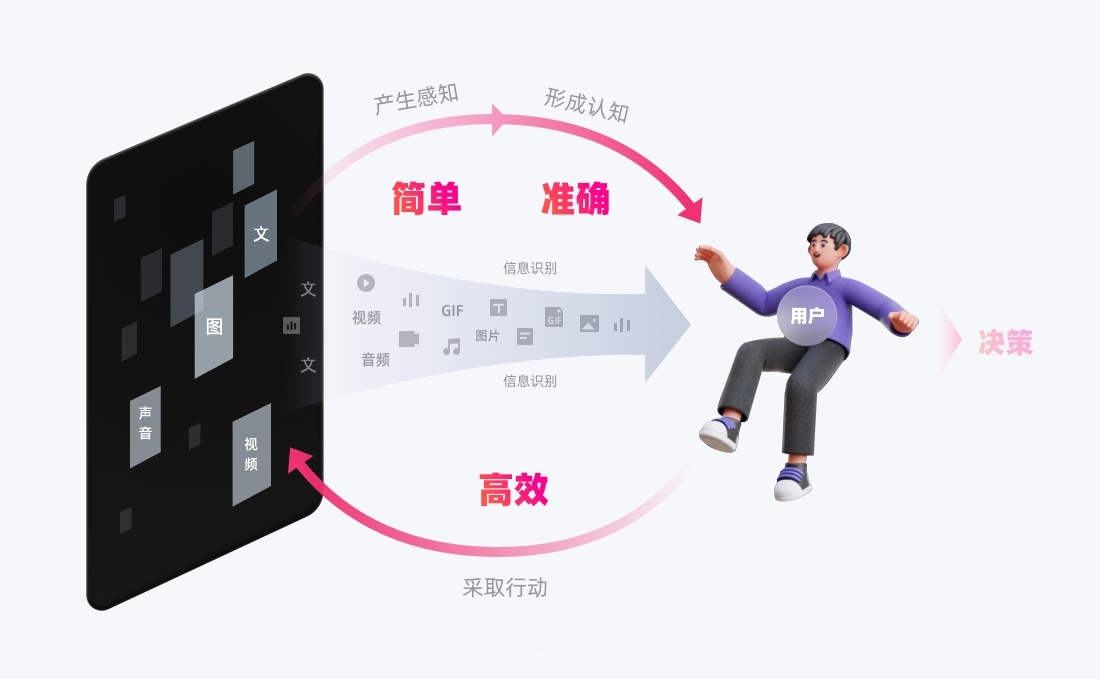 产生感知
形成认知
简单
准确
文
图
声
音
视
频
文
文
视频
音频
GIF
图片
GIF
T
信息识别
信息识别
用户
决策
高效
采取行动